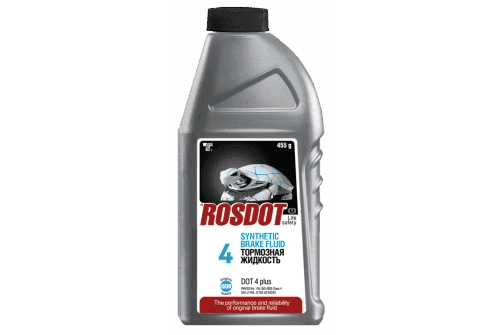 455 g
ROSDOT
Life
safety
4
SYNTHETIC
BRAKE FLUID
ТОРМОЗНАЯ
ЖИДКОСТЬ
OEM
DOT 4 plus
The performance and reliability
of original brake fluid